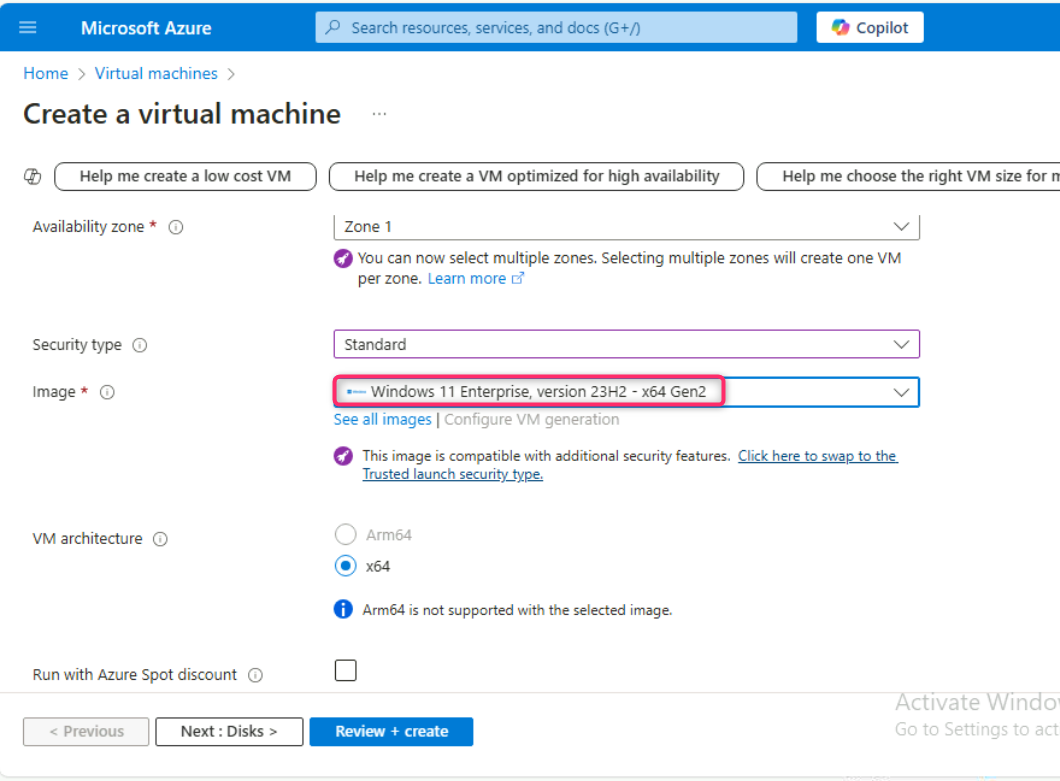 Microsoft Azure
Search resources, services, and docs (G+/)
Copilot
Home > Virtual machines >
Create a virtual machine ...
Help me create a low cost VM
Help me create a VM optimized for high availability
Help me choose the right VM size for
Availability zone *
Zone 1
You can now select multiple zones. Selecting multiple zones will create one VM
per zone. Learn more
Security type
Standard
Image *
Windows 11 Enterprise, version 23H2 - x64 Gen2
See all images | Configure VM generation
This image is compatible with additional security features. Click here to swap to the
Trusted launch security type.
VM architecture
Arm64
x64
Arm64 is not supported with the selected image.
Run with Azure Spot discount
< Previous
Next : Disks >
Review + create
Activate Windo
Go to Settings to act